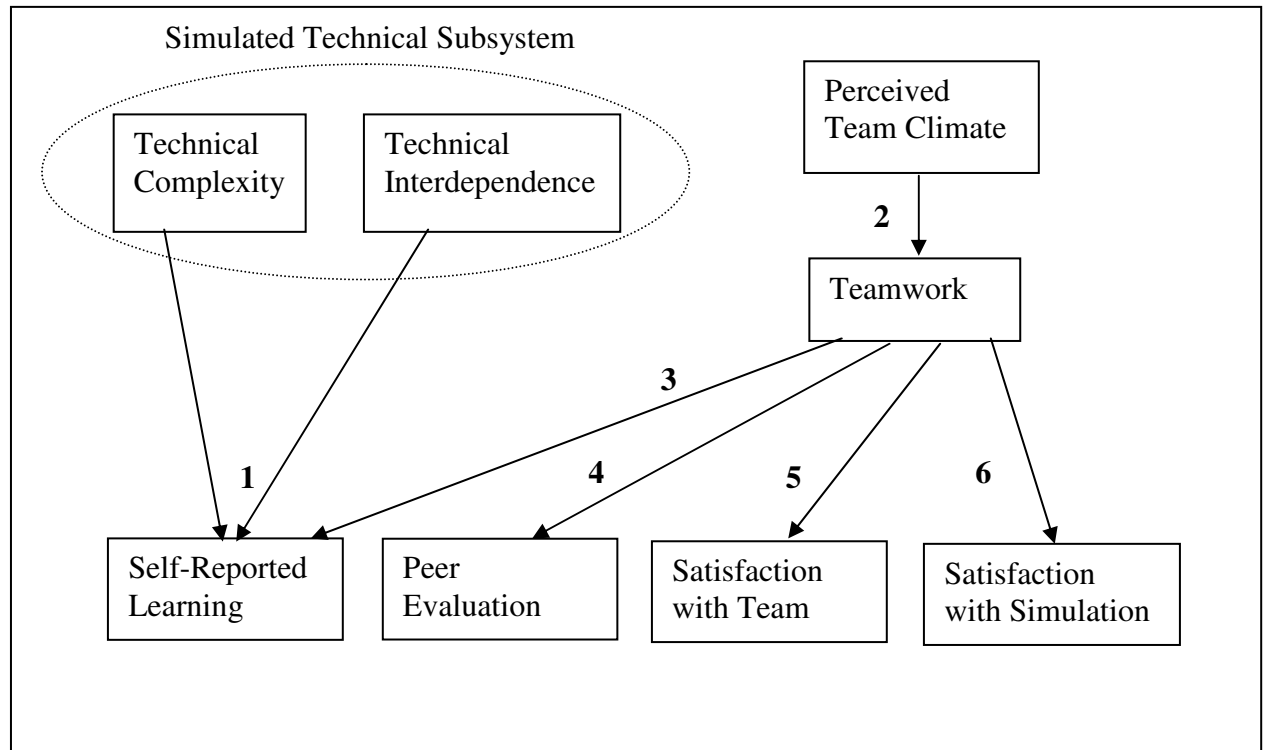 Simulated Technical Subsystem
Technical
Complexity
Technical
Interdependence
Perceived
Team Climate
2
Teamwork
3
1
4
5
6
Self-Reported
Learning
Peer
Evaluation
Satisfaction
with Team
Satisfaction
with Simulation